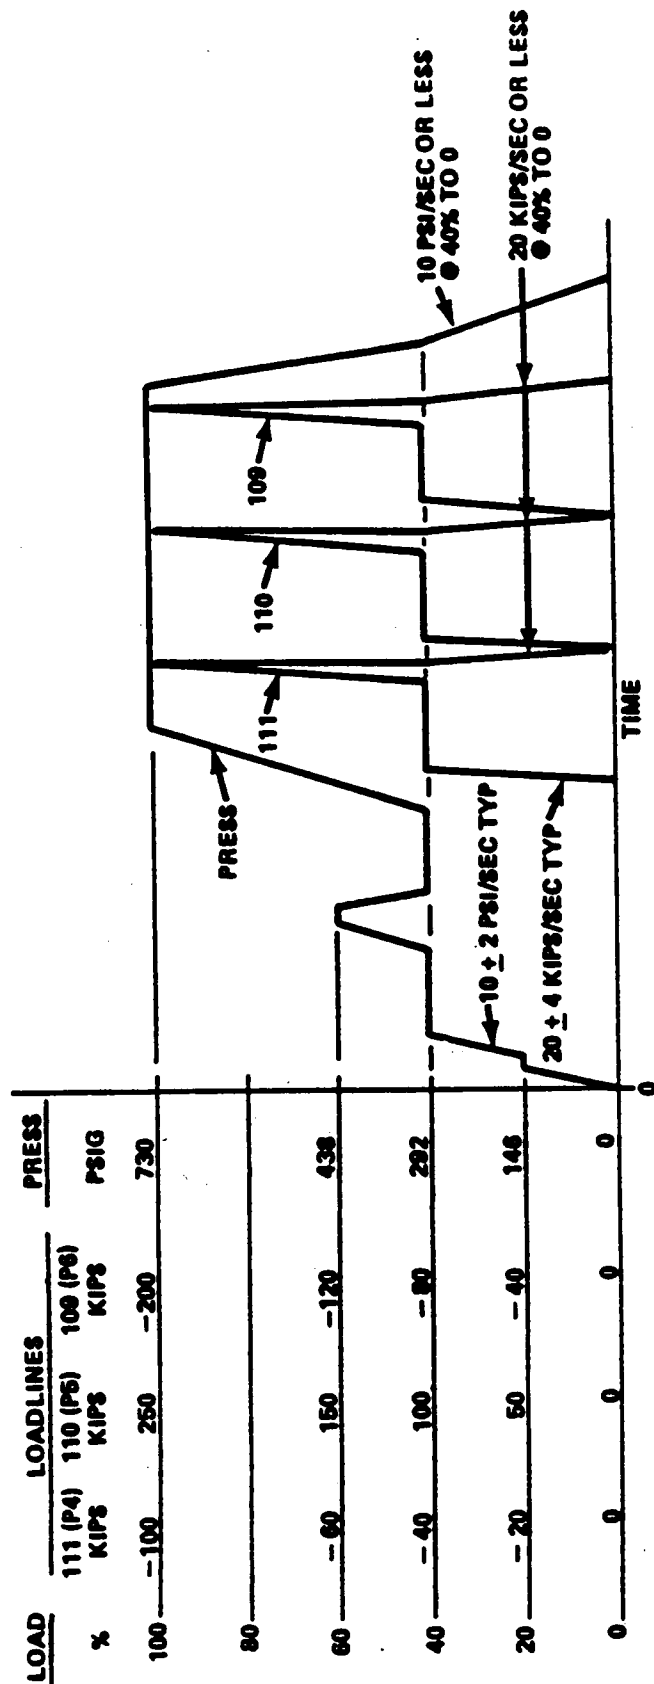 LOAD LOADLINES PRESS
% 111 (P4) KIPS 110 (P5) KIPS 109 (P6) KIPS PSIG
100 −100 250 −200 730
80
60 −60 150 −120 438
40 −40 100 −80 292
20 −20 50 −40 146
0 0 0 0 0
0
TIME
PRESS
111
110
109
10 ± 2 PSI/SEC TYP
20 ± 4 KIPS/SEC TYP
10 PSI/SEC OR LESS
@ 40% TO 0
20 KIPS/SEC OR LESS
@ 40% TO 0